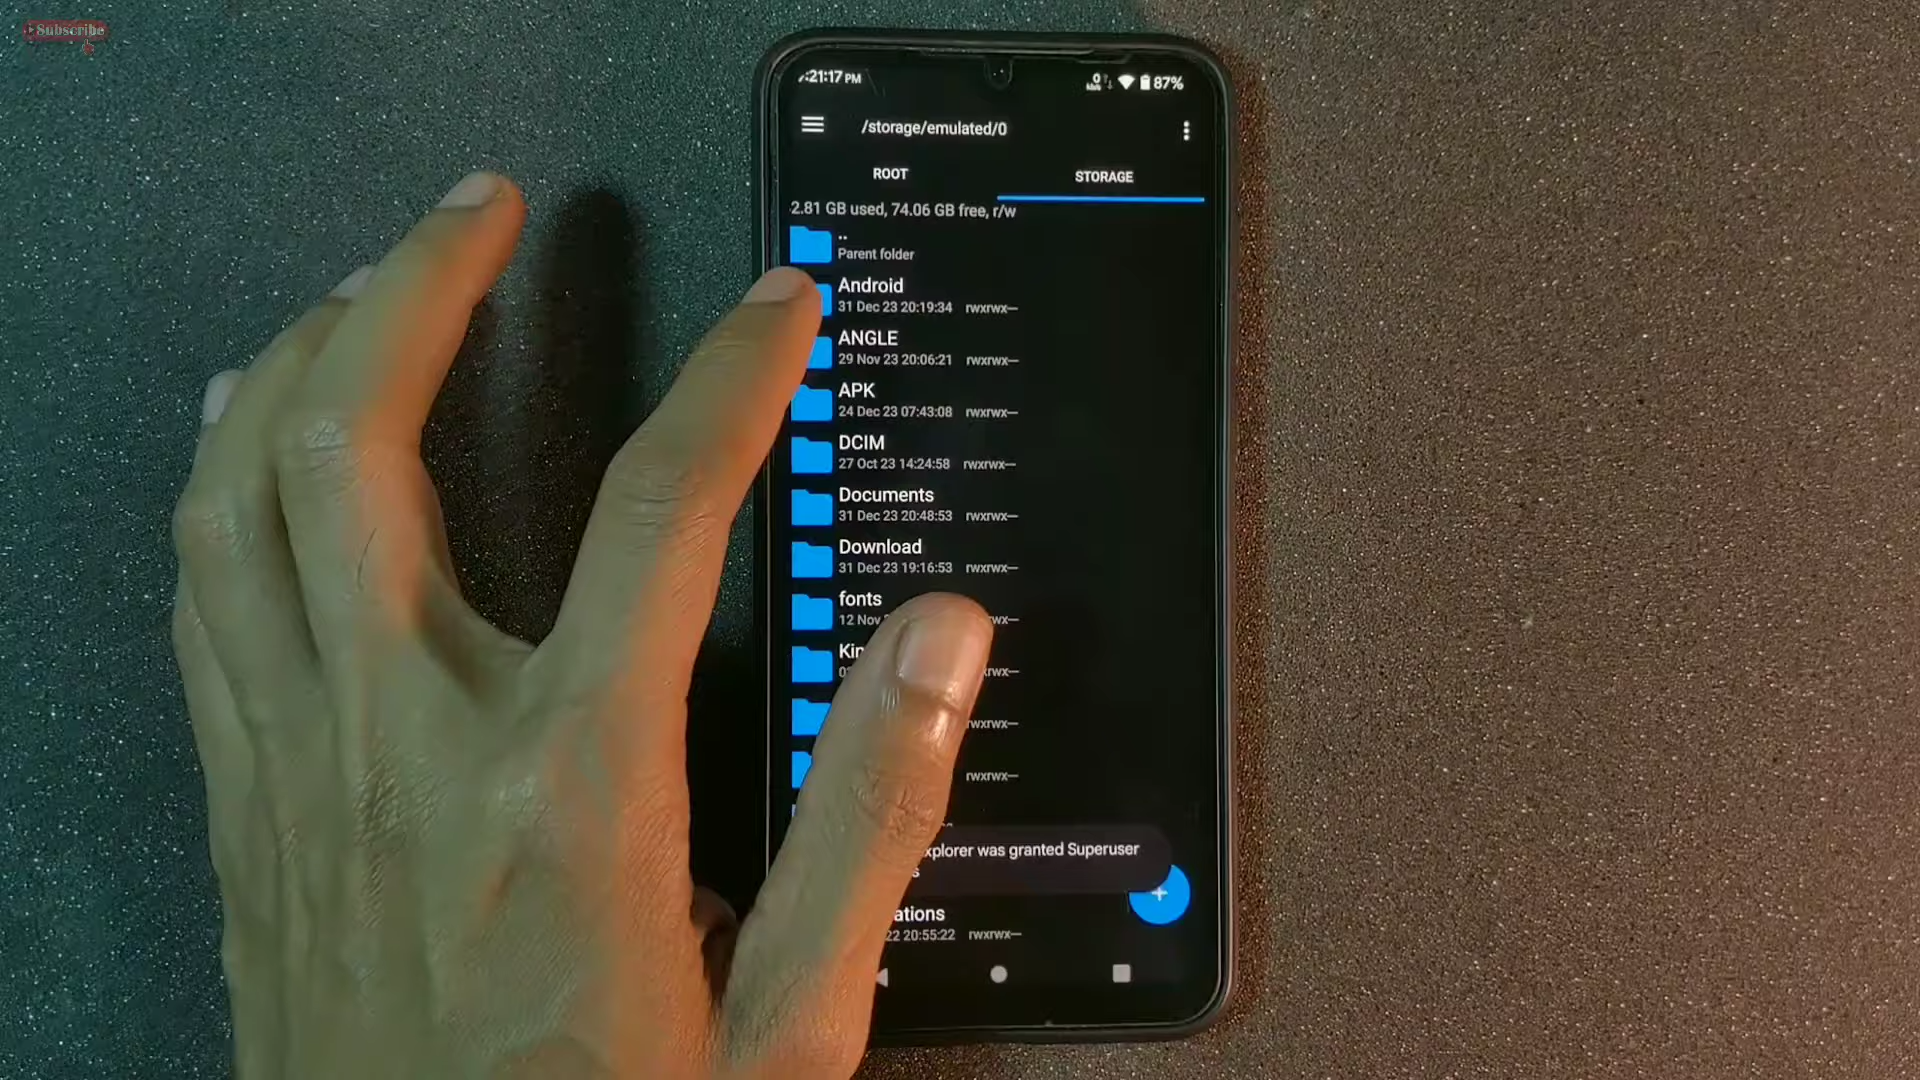 Subscribe
:21:17 PM
87%
/storage/emulated/0
ROOT
STORAGE
2.81 GB used, 74.06 GB free, r/w
..
Parent folder
Android
31 Dec 23 20:19:34 rwxrwx—
ANGLE
29 Nov 23 20:06:21 rwxrwx—
APK
24 Dec 23 07:43:08 rwxrwx—
DCIM
27 Oct 23 14:24:58 rwxrwx—
Documents
31 Dec 23 20:48:53 rwxrwx—
Download
31 Dec 23 19:16:53 rwxrwx—
fonts
12 Nov rwxrwx—
rwxrwx—
rwxrwx—
xplorer was granted Superuser
ations
22 20:55:22 rwxrwx—